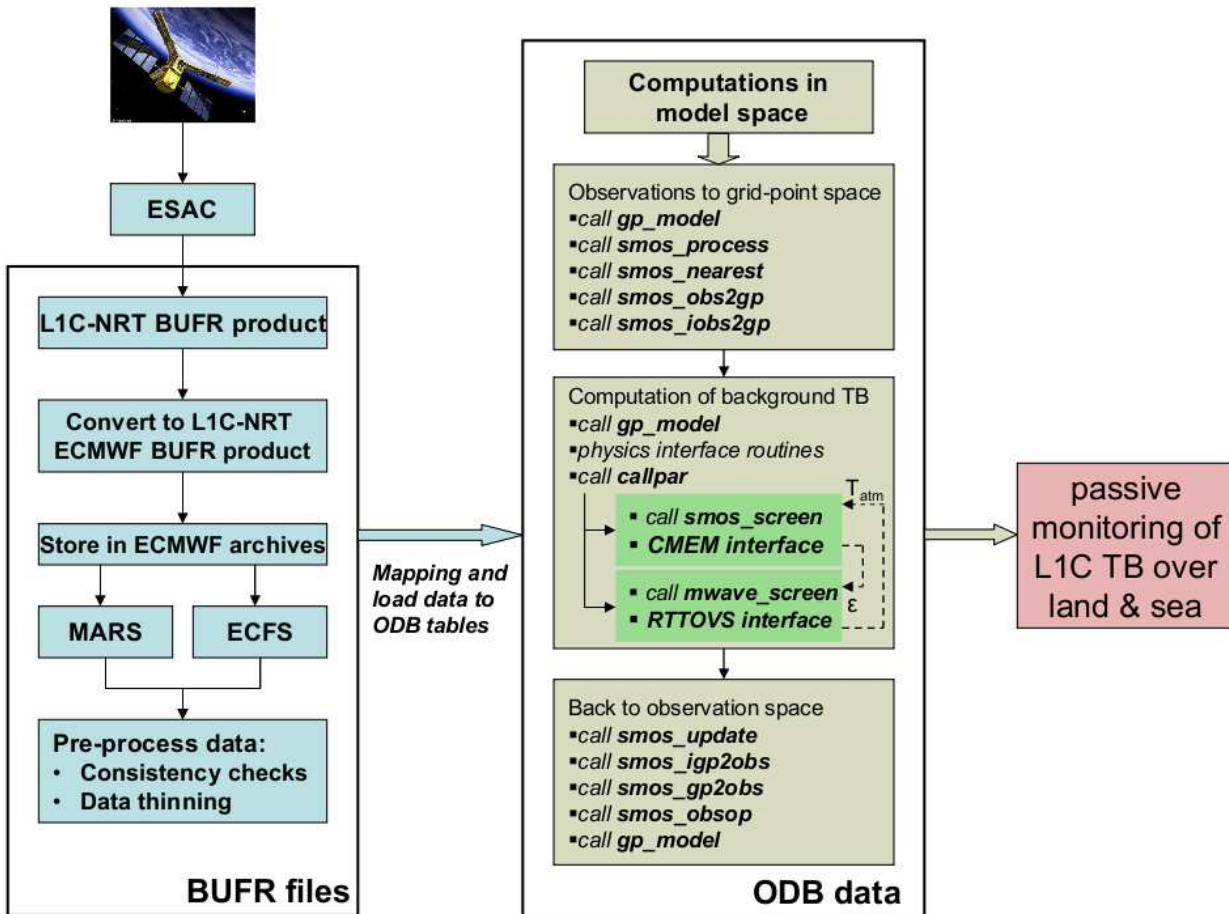 ESAC
L1C-NRT BUFR product
Convert to L1C-NRT
ECMWF BUFR product
Store in ECMWF archives
MARS
ECFS
Pre-process data:
• Consistency checks
• Data thinning
BUFR files
Mapping and
load data to
ODB tables
Computations in
model space
Observations to grid-point space
▪call gp_model
▪call smos_process
▪call smos_nearest
▪call smos_obs2gp
▪call smos_iobs2gp
Computation of background TB
▪call gp_model
▪physics interface routines
▪call callpar
Tatm
▪ call smos_screen
▪ CMEM interface
▪ call mwave_screen
▪ RTTOVS interface
ε
Back to observation space
▪call smos_update
▪call smos_igp2obs
▪call smos_gp2obs
▪call smos_obsop
▪call gp_model
ODB data
passive
monitoring of
L1C TB over
land & sea